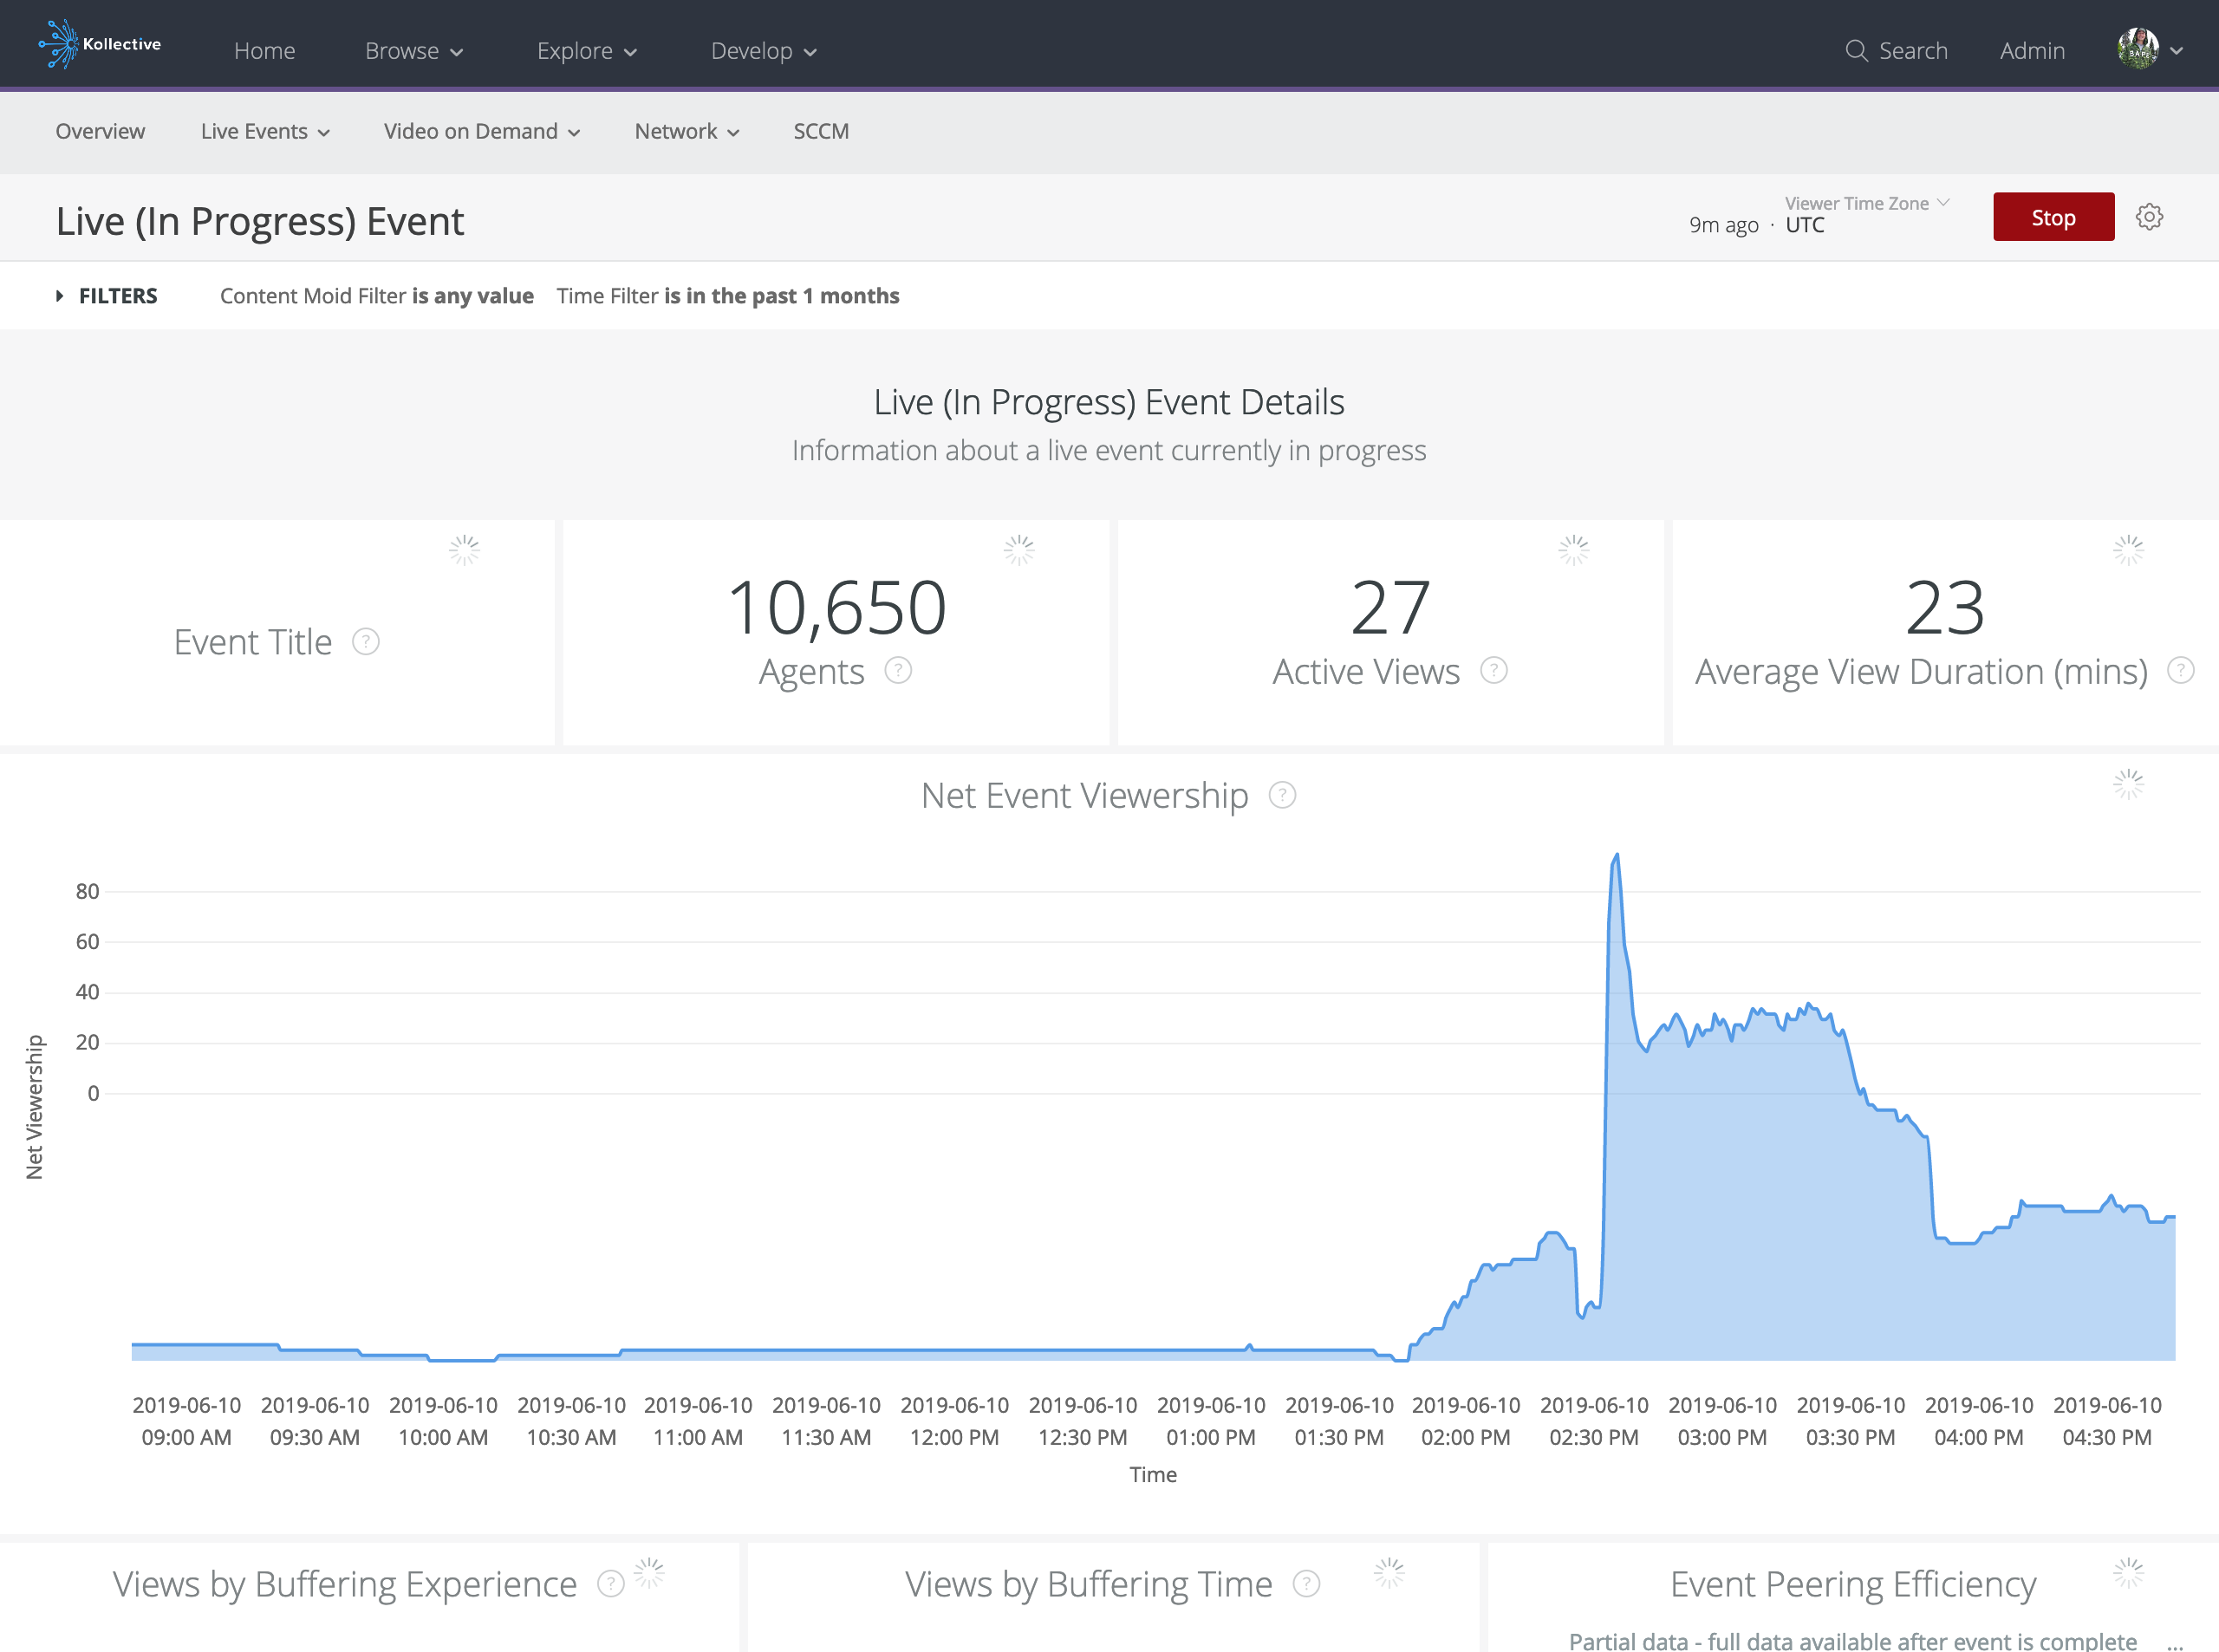 Kollective
Home Browse Explore Develop Search Admin
Overview Live Events Video on Demand Network SCCM
Live (In Progress) Event
Viewer Time Zone
9m ago · UTC
Stop
FILTERS Content Moid Filter is any value Time Filter is in the past 1 months
Live (In Progress) Event Details
Information about a live event currently in progress
Event Title ?
10,650
Agents ?
27
Active Views ?
23
Average View Duration (mins) ?
Net Event Viewership ?
80
60
40
20
0
Net Viewership
2019-06-10 2019-06-10 2019-06-10 2019-06-10 2019-06-10 2019-06-10 2019-06-10 2019-06-10 2019-06-10 2019-06-10 2019-06-10 2019-06-10 2019-06-10 2019-06-10 2019-06-10 2019-06-10
09:00 AM 09:30 AM 10:00 AM 10:30 AM 11:00 AM 11:30 AM 12:00 PM 12:30 PM 01:00 PM 01:30 PM 02:00 PM 02:30 PM 03:00 PM 03:30 PM 04:00 PM 04:30 PM
Time
Views by Buffering Experience ?
Views by Buffering Time ?
Event Peering Efficiency
Partial data - full data available after event is complete ...